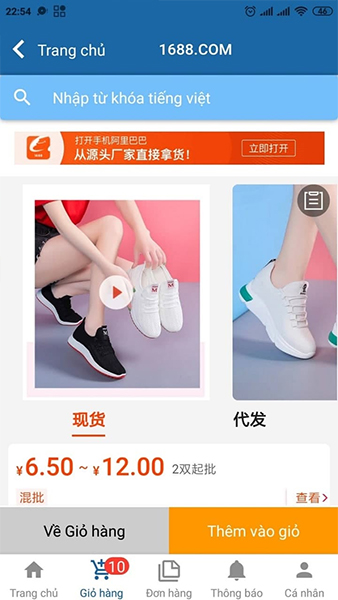 22:54
46
Trang chủ
1688.COM
Nhập từ khóa tiếng việt
打开手机阿里巴巴
从源头厂家直接拿货!
立即打开
现货
代发
¥6.50 ~ ¥12.00 2双起批
混批
查看
Về Giỏ hàng
Thêm vào giỏ
10
Trang chủ
Giỏ hàng
Đơn hàng
Thông báo
Cá nhân